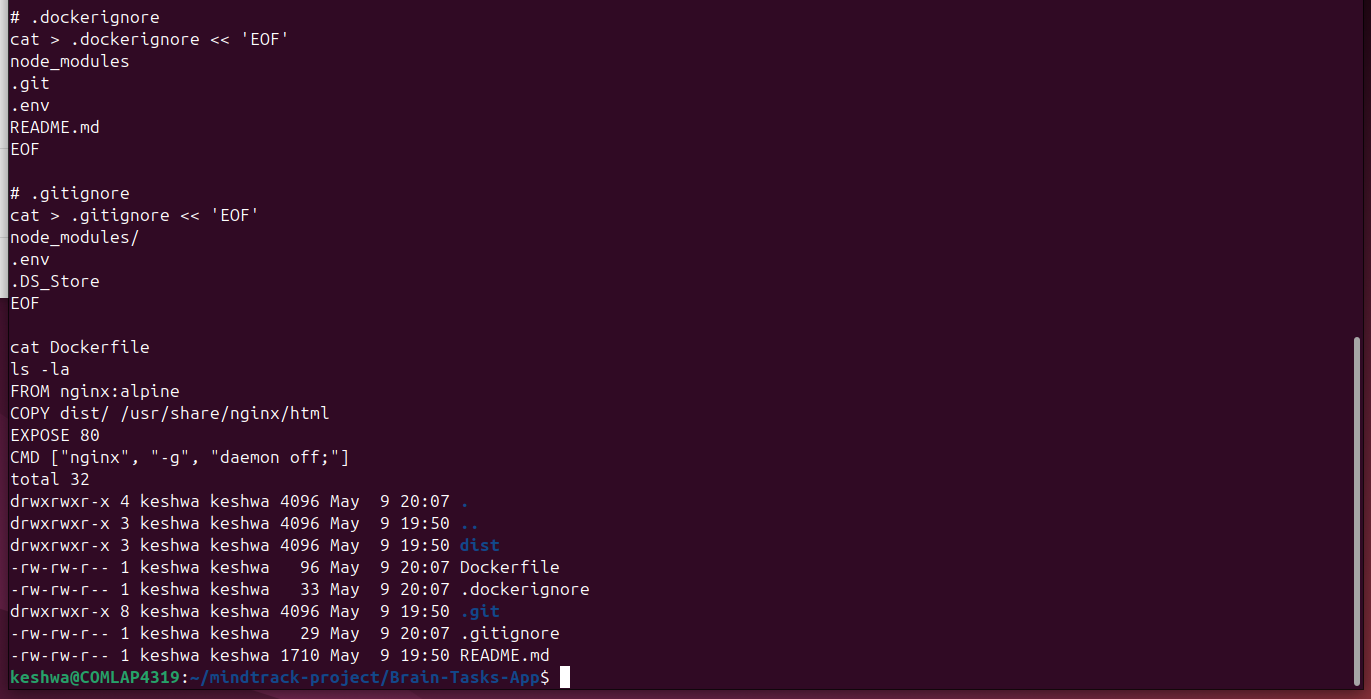 # .dockerignore
cat > .dockerignore << 'EOF'
node_modules
.git
.env
README.md
EOF

# .gitignore
cat > .gitignore << 'EOF'
node_modules/
.env
.DS_Store
EOF

cat Dockerfile
ls -la
FROM nginx:alpine
COPY dist/ /usr/share/nginx/html
EXPOSE 80
CMD ["nginx", "-g", "daemon off;"]
total 32
drwxrwxr-x 4 keshwa keshwa 4096 May  9 20:07 .
drwxrwxr-x 3 keshwa keshwa 4096 May  9 19:50 ..
drwxrwxr-x 3 keshwa keshwa 4096 May  9 19:50 dist
-rw-rw-r-- 1 keshwa keshwa   96 May  9 20:07 Dockerfile
-rw-rw-r-- 1 keshwa keshwa   33 May  9 20:07 .dockerignore
drwxrwxr-x 8 keshwa keshwa 4096 May  9 19:50 .git
-rw-rw-r-- 1 keshwa keshwa   29 May  9 20:07 .gitignore
-rw-rw-r-- 1 keshwa keshwa 1710 May  9 19:50 README.md
keshwa@COMLAP4319:~/mindtrack-project/Brain-Tasks-App$